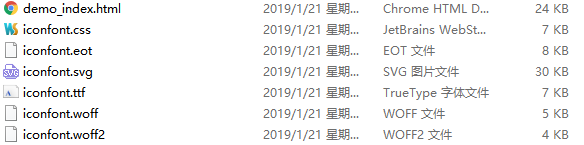 demo_index.html 2019/1/21 星期... Chrome HTML D... 24 KB
iconfont.css 2019/1/21 星期... JetBrains WebSt... 7 KB
iconfont.eot 2019/1/21 星期... EOT 文件 8 KB
iconfont.svg 2019/1/21 星期... SVG 图片文件 30 KB
iconfont.ttf 2019/1/21 星期... TrueType 字体文件 7 KB
iconfont.woff 2019/1/21 星期... WOFF 文件 5 KB
iconfont.woff2 2019/1/21 星期... WOFF2 文件 4 KB